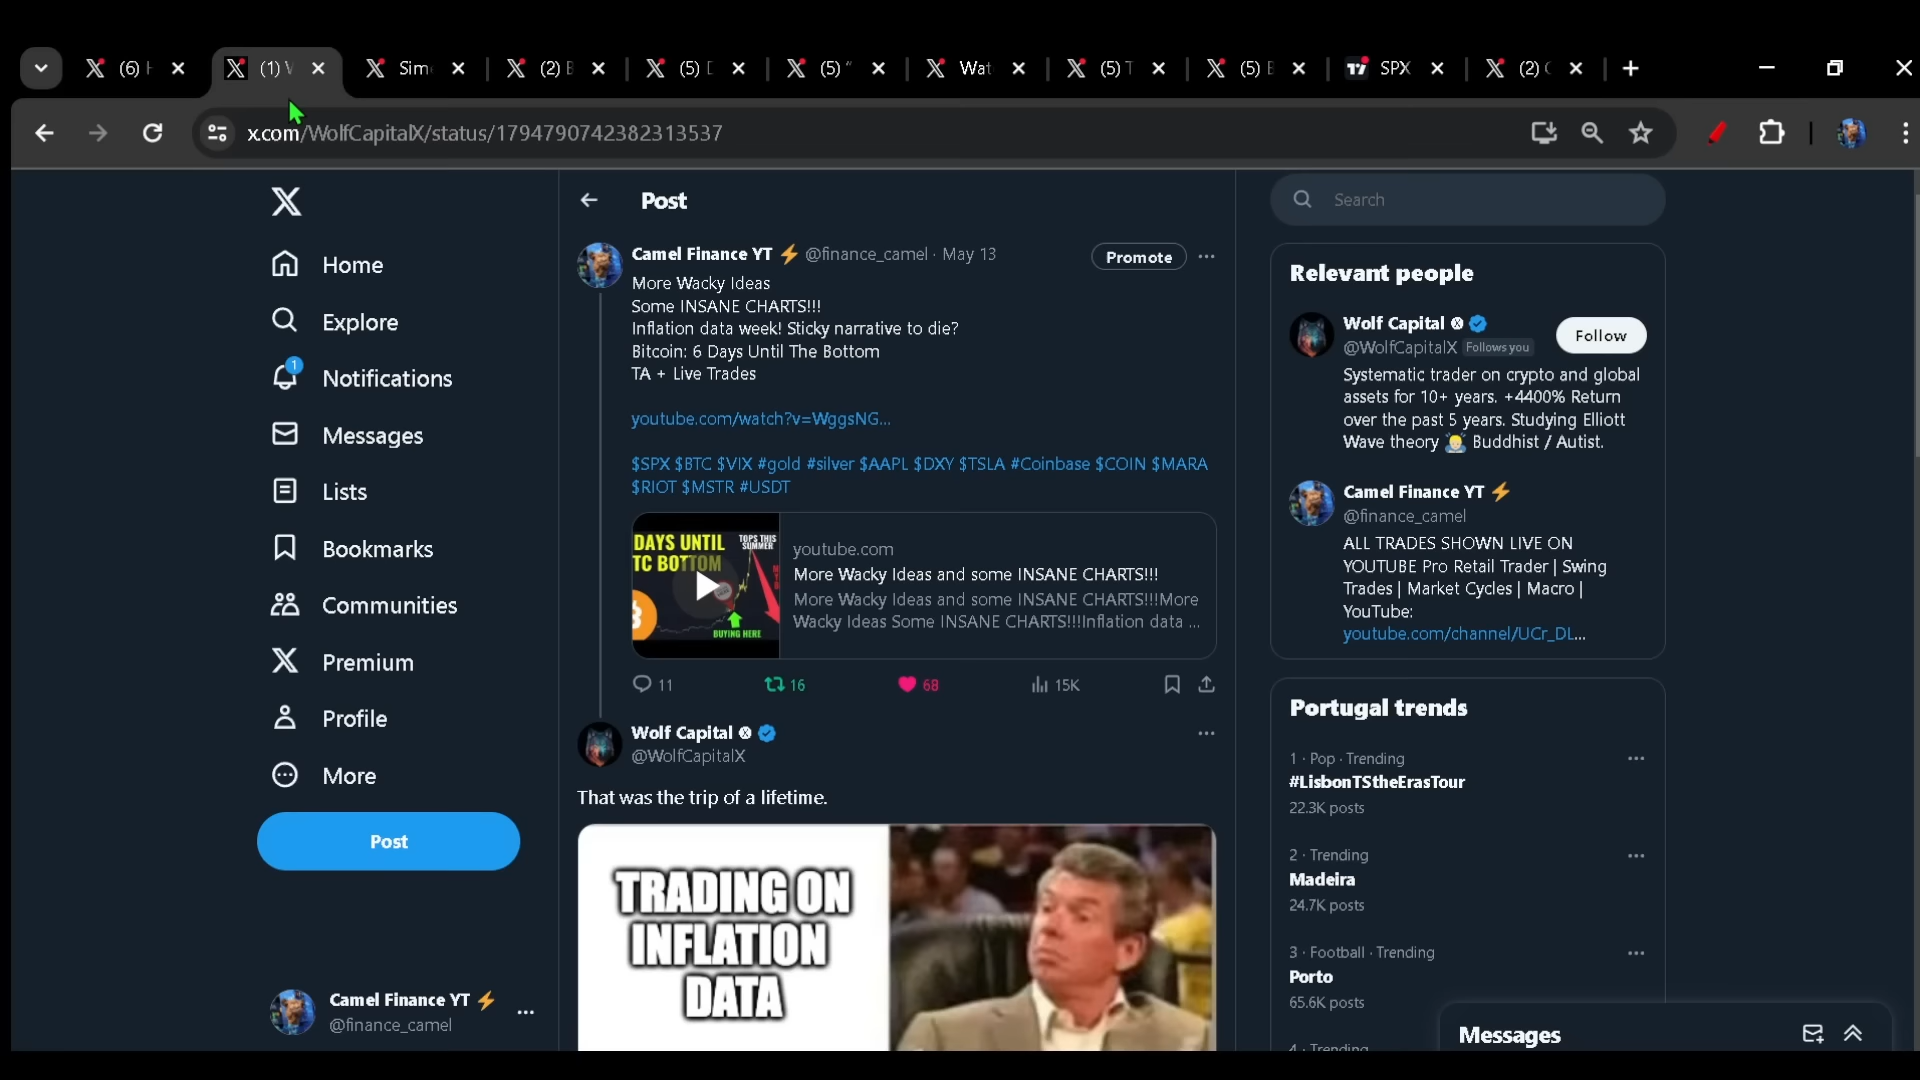 (6) H
(1) W
Sim
(2) B
(5) D
(5) "
Wat
(5) T
(5) B
SPX
(2)
x.com/WolfCapitalX/status/1794790742382313537
Home
Explore
1
Notifications
Messages
Lists
Bookmarks
Communities
Premium
Profile
More
Post
Camel Finance YT ⚡
@finance_camel
Post
Camel Finance YT ⚡ @finance_camel · May 13
Promote
More Wacky Ideas
Some INSANE CHARTS!!!
Inflation data week! Sticky narrative to die?
Bitcoin: 6 Days Until The Bottom
TA + Live Trades
youtube.com/watch?v=WggsNG...
$SPX $BTC $VIX #gold #silver $AAPL $DXY $TSLA #Coinbase $COIN $MARA
$RIOT $MSTR #USDT
DAYS UNTIL
TC BOTTOM
TOPS THIS
SUMMER
BUYING HERE
youtube.com
More Wacky Ideas and some INSANE CHARTS!!!
More Wacky Ideas and some INSANE CHARTS!!!More
Wacky Ideas Some INSANE CHARTS!!!Inflation data ...
11
16
68
15K
Wolf Capital
@WolfCapitalX
That was the trip of a lifetime.
TRADING ON
INFLATION
DATA
Search
Relevant people
Wolf Capital
@WolfCapitalX Follows you
Follow
Systematic trader on crypto and global
assets for 10+ years. +4400% Return
over the past 5 years. Studying Elliott
Wave theory Buddhist / Autist.
Camel Finance YT ⚡
@finance_camel
ALL TRADES SHOWN LIVE ON
YOUTUBE Pro Retail Trader | Swing
Trades | Market Cycles | Macro |
YouTube:
youtube.com/channel/UCr_DL...
Portugal trends
1 · Pop · Trending
#LisbonTStheErasTour
22.3K posts
2 · Trending
Madeira
24.7K posts
3 · Football · Trending
Porto
65.6K posts
4 · Trending
Messages